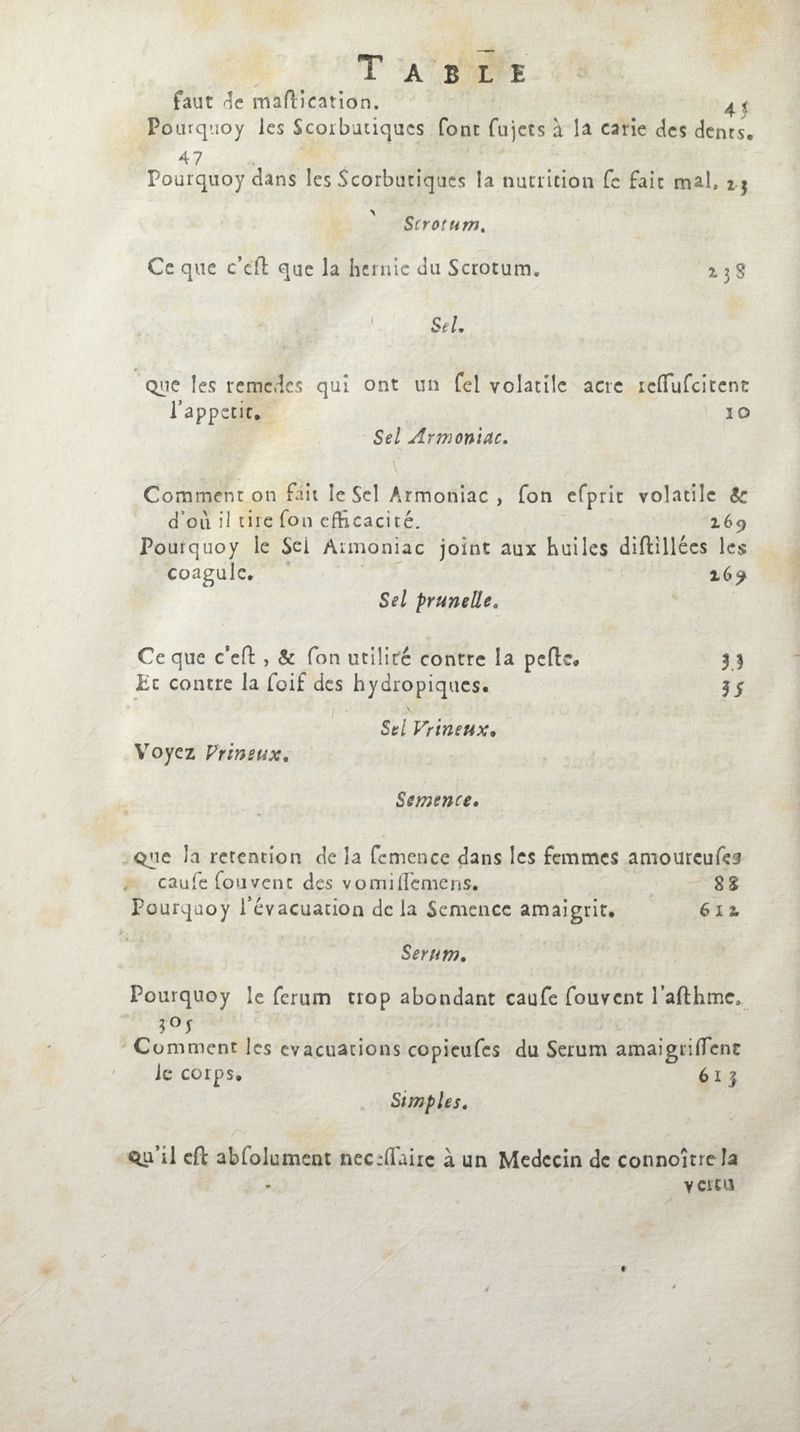 TABLE
faut de maſtication. 45
Pourquoy les Scorbutiques ſont ſujets à la carie des dents.
47
Pourquoy dans les Scorbutiques la nutrition ſe fait mal. 23
Scrotum.
Ce que c'eſt que la hernie du Scrotum. 238
Sel.
Que les remedes qui ont un ſel volatile acre reſſuſcitent
l'appetit. 10
Sel Armoniac.
Comment on fait le Sel Armoniac, ſon eſprit volatile &
d'où il tire ſon efficacité. 269
Pourquoy le Sel Armoniac joint aux huiles diſtillées les
coagule. 269
Sel prunelle.
Ce que c'eſt, & ſon utilité contre la peſte. 33
Et contre la ſoif des hydropiques. 35
Sel Vrineux.
Voyez Vrineux.
Semence.
Que la retention de la ſemence dans les femmes amoureuſes
cauſe ſouvent des vomiſſemens. 88
Pourquoy l'évacuation de la Semence amaigrit. 612
Serum.
Pourquoy le ſerum trop abondant cauſe ſouvent l'aſthme.
305
Comment les evacuations copieuſes du Serum amaigriſſent
le corps. 613
Simples.
Qu'il eſt abſolument neceſſaire à un Medecin de connoître la
vertu